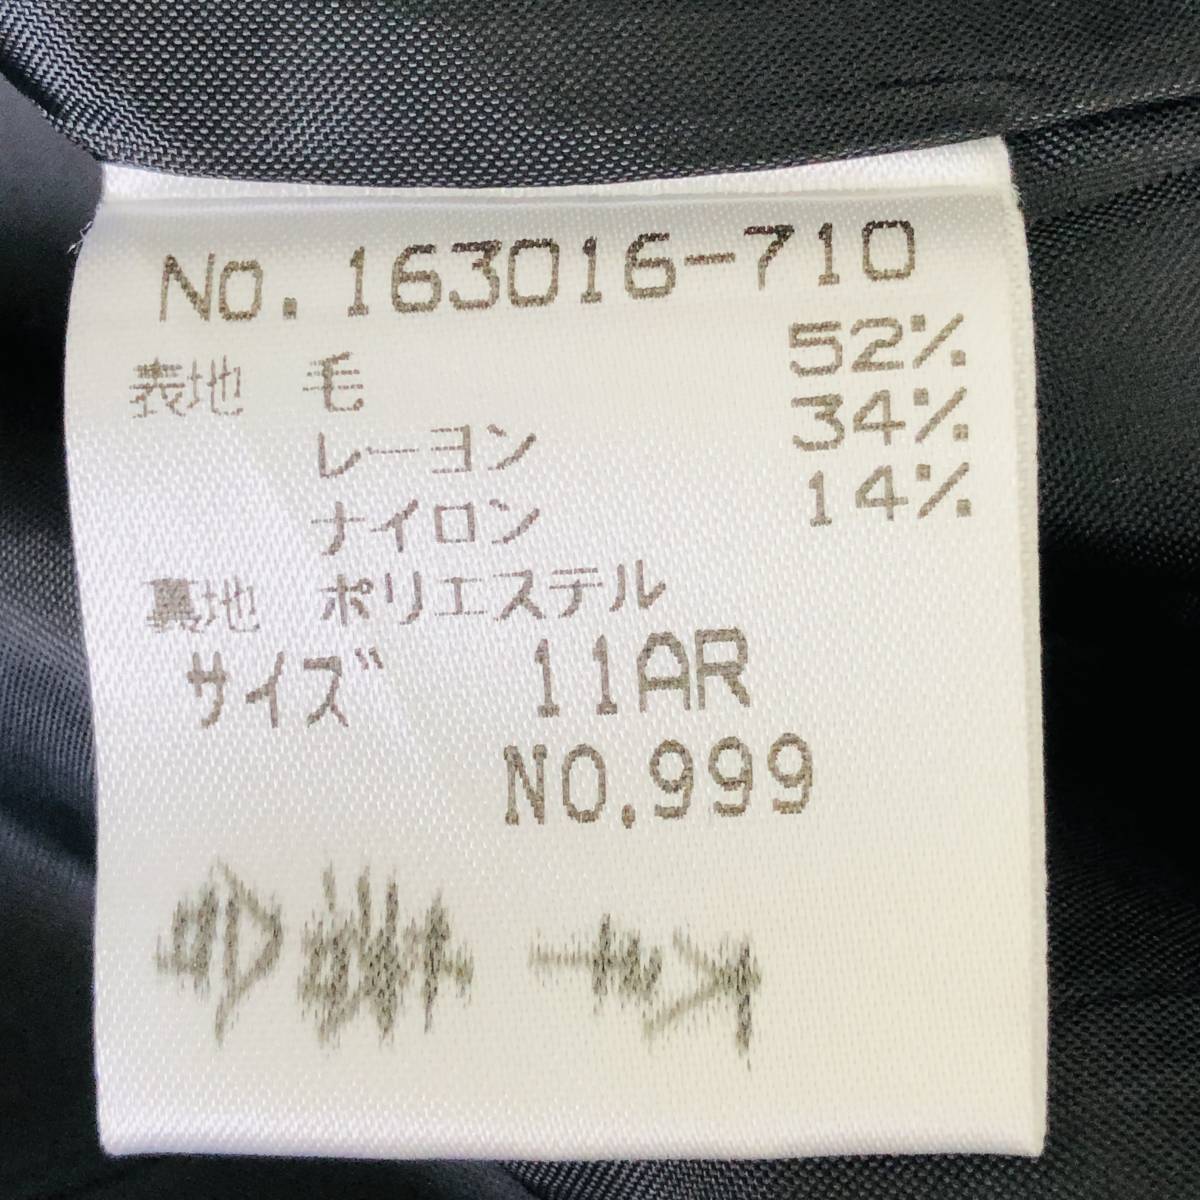 No.163016-710
表地 毛 52%
レーヨン 34%
ナイロン 14%
裏地 ポリエステル
サイズ 11AR
NO.999